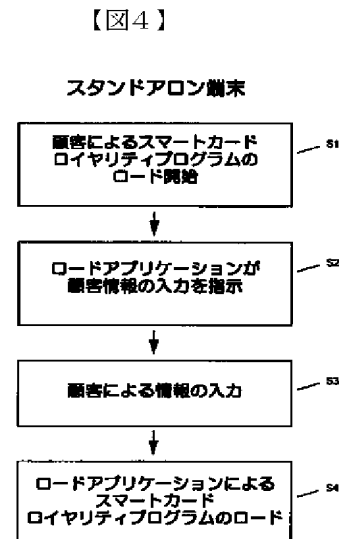 【図4】
スタンドアロン端末
顧客によるスマートカード
ロイヤリティプログラムの
ロード開始
S1
ロードアプリケーションが
顧客情報の入力を指示
S2
顧客による情報の入力
S3
ロードアプリケーションによる
スマートカード
ロイヤリティプログラムのロード
S4